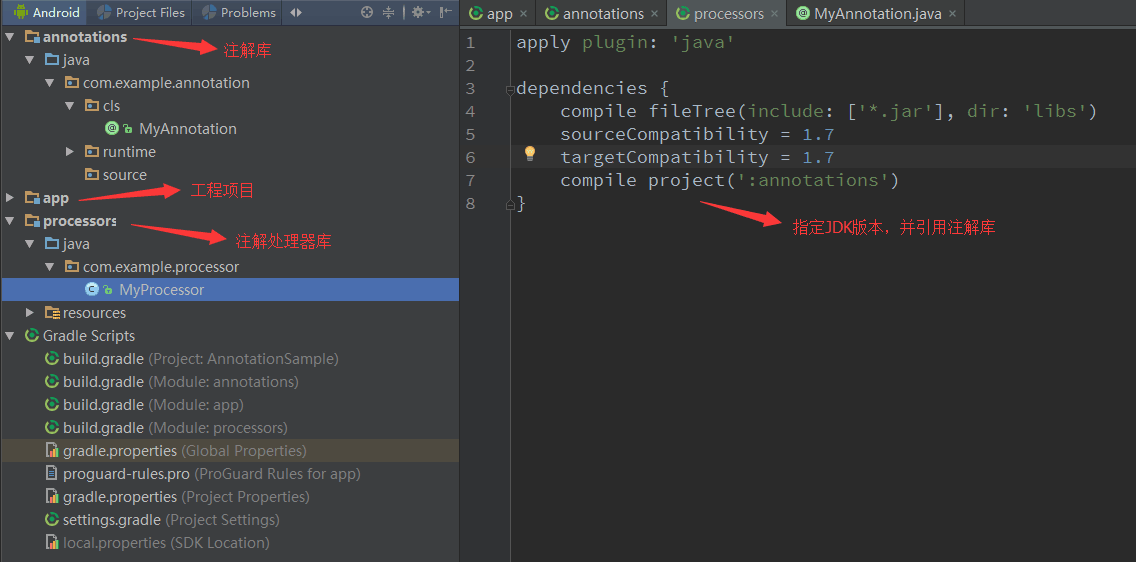 Android Project Files Problems
annotations
注解库
java
com.example.annotation
cls
MyAnnotation
runtime
source
app
工程项目
processors
注解处理器库
java
com.example.processor
MyProcessor
resources
Gradle Scripts
build.gradle (Project: AnnotationSample)
build.gradle (Module: annotations)
build.gradle (Module: app)
build.gradle (Module: processors)
gradle.properties (Global Properties)
proguard-rules.pro (ProGuard Rules for app)
gradle.properties (Project Properties)
settings.gradle (Project Settings)
local.properties (SDK Location)
app annotations processors MyAnnotation.java
1 apply plugin: 'java'
2
3 dependencies {
4 compile fileTree(include: ['*.jar'], dir: 'libs')
5 sourceCompatibility = 1.7
6 targetCompatibility = 1.7
7 compile project(':annotations')
8 }
指定JDK版本，并引用注解库